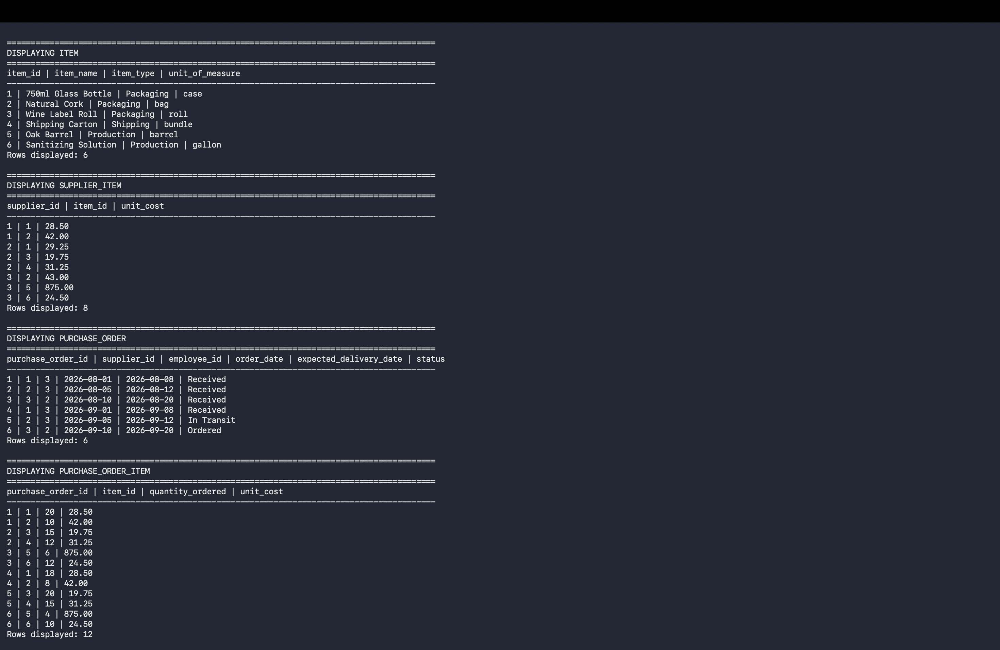 ==========================================================================================
DISPLAYING ITEM
==========================================================================================
item_id | item_name | item_type | unit_of_measure
------------------------------------------------------------------------------------------
1 | 750ml Glass Bottle | Packaging | case
2 | Natural Cork | Packaging | bag
3 | Wine Label Roll | Packaging | roll
4 | Shipping Carton | Shipping | bundle
5 | Oak Barrel | Production | barrel
6 | Sanitizing Solution | Production | gallon
Rows displayed: 6

==========================================================================================
DISPLAYING SUPPLIER_ITEM
==========================================================================================
supplier_id | item_id | unit_cost
------------------------------------------------------------------------------------------
1 | 1 | 28.50
1 | 2 | 42.00
2 | 1 | 29.25
2 | 3 | 19.75
2 | 4 | 31.25
3 | 2 | 43.00
3 | 5 | 875.00
3 | 6 | 24.50
Rows displayed: 8

==========================================================================================
DISPLAYING PURCHASE_ORDER
==========================================================================================
purchase_order_id | supplier_id | employee_id | order_date | expected_delivery_date | status
------------------------------------------------------------------------------------------
1 | 1 | 3 | 2026-08-01 | 2026-08-08 | Received
2 | 2 | 3 | 2026-08-05 | 2026-08-12 | Received
3 | 3 | 2 | 2026-08-10 | 2026-08-20 | Received
4 | 1 | 3 | 2026-09-01 | 2026-09-08 | Received
5 | 2 | 3 | 2026-09-05 | 2026-09-12 | In Transit
6 | 3 | 2 | 2026-09-10 | 2026-09-20 | Ordered
Rows displayed: 6

==========================================================================================
DISPLAYING PURCHASE_ORDER_ITEM
==========================================================================================
purchase_order_id | item_id | quantity_ordered | unit_cost
------------------------------------------------------------------------------------------
1 | 1 | 20 | 28.50
1 | 2 | 10 | 42.00
2 | 3 | 15 | 19.75
2 | 4 | 12 | 31.25
3 | 5 | 6 | 875.00
3 | 6 | 12 | 24.50
4 | 1 | 18 | 28.50
4 | 2 | 8 | 42.00
5 | 3 | 20 | 19.75
5 | 4 | 15 | 31.25
6 | 5 | 4 | 875.00
6 | 6 | 10 | 24.50
Rows displayed: 12